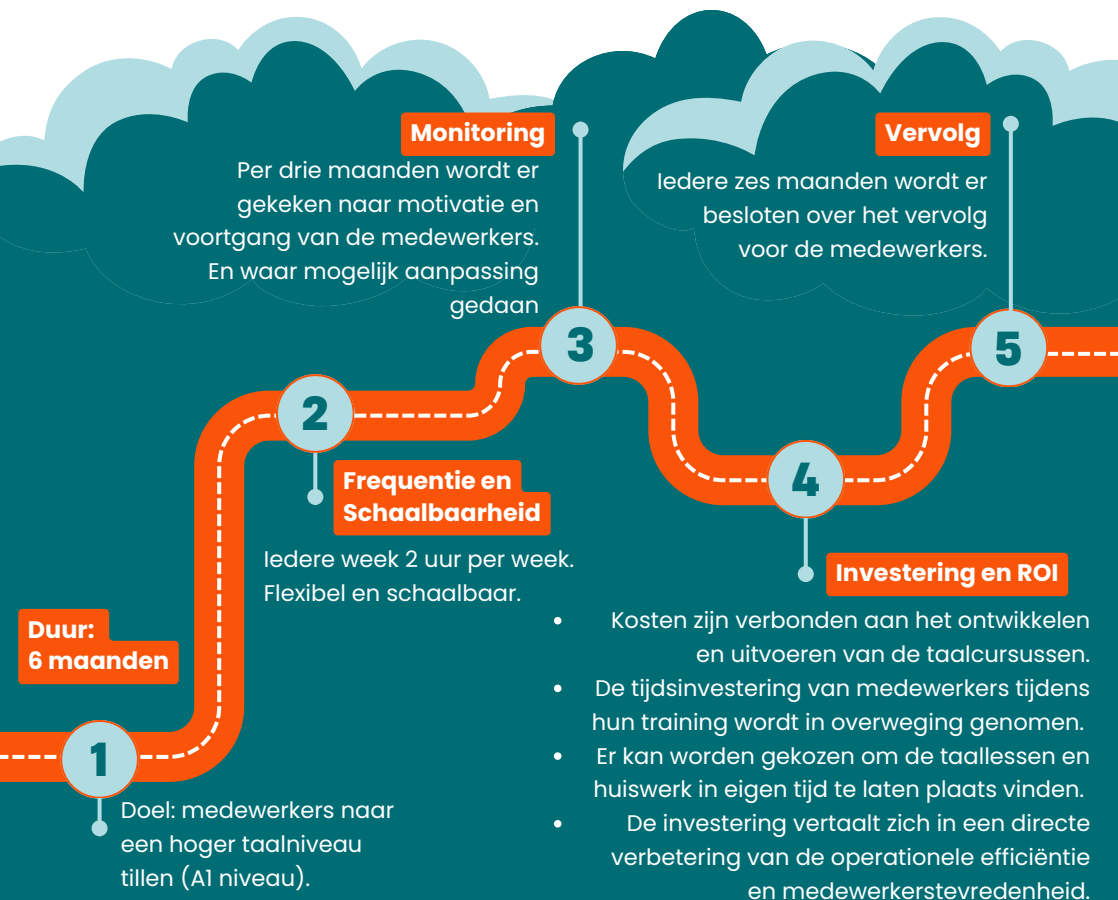 1
Duur:
6 maanden
Doel: medewerkers naar
een hoger taalniveau
tillen (A1 niveau).
2
Frequentie en
Schaalbaarheid
Iedere week 2 uur per week.
Flexibel en schaalbaar.
3
Monitoring
Per drie maanden wordt er
gekeken naar motivatie en
voortgang van de medewerkers.
En waar mogelijk aanpassing
gedaan
4
Investering en ROI
• Kosten zijn verbonden aan het ontwikkelen
en uitvoeren van de taalcursussen.
• De tijdsinvestering van medewerkers tijdens
hun training wordt in overweging genomen.
• Er kan worden gekozen om de taallessen en
huiswerk in eigen tijd te laten plaats vinden.
• De investering vertaalt zich in een directe
verbetering van de operationele efficiëntie
en medewerkerstevredenheid.
5
Vervolg
Iedere zes maanden wordt er
besloten over het vervolg
voor de medewerkers.